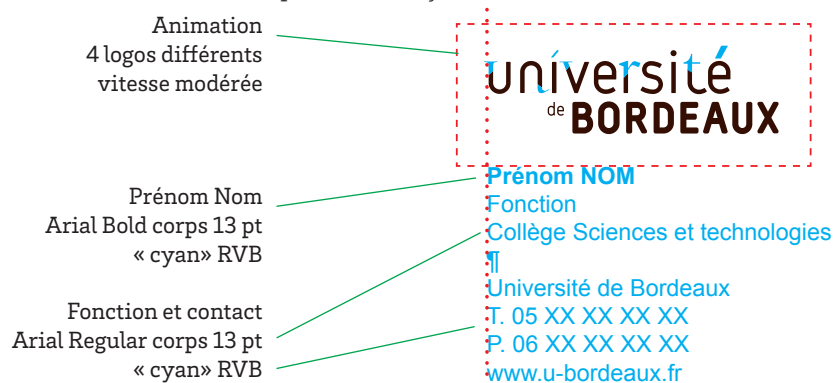 Animation
4 logos différents
vitesse modérée
université
de BORDEAUX
Prénom Nom
Arial Bold corps 13 pt
« cyan» RVB
Fonction et contact
Arial Regular corps 13 pt
« cyan» RVB
Prénom NOM
Fonction
Collège Sciences et technologies
¶
Université de Bordeaux
T. 05 XX XX XX XX
P. 06 XX XX XX XX
www.u-bordeaux.fr